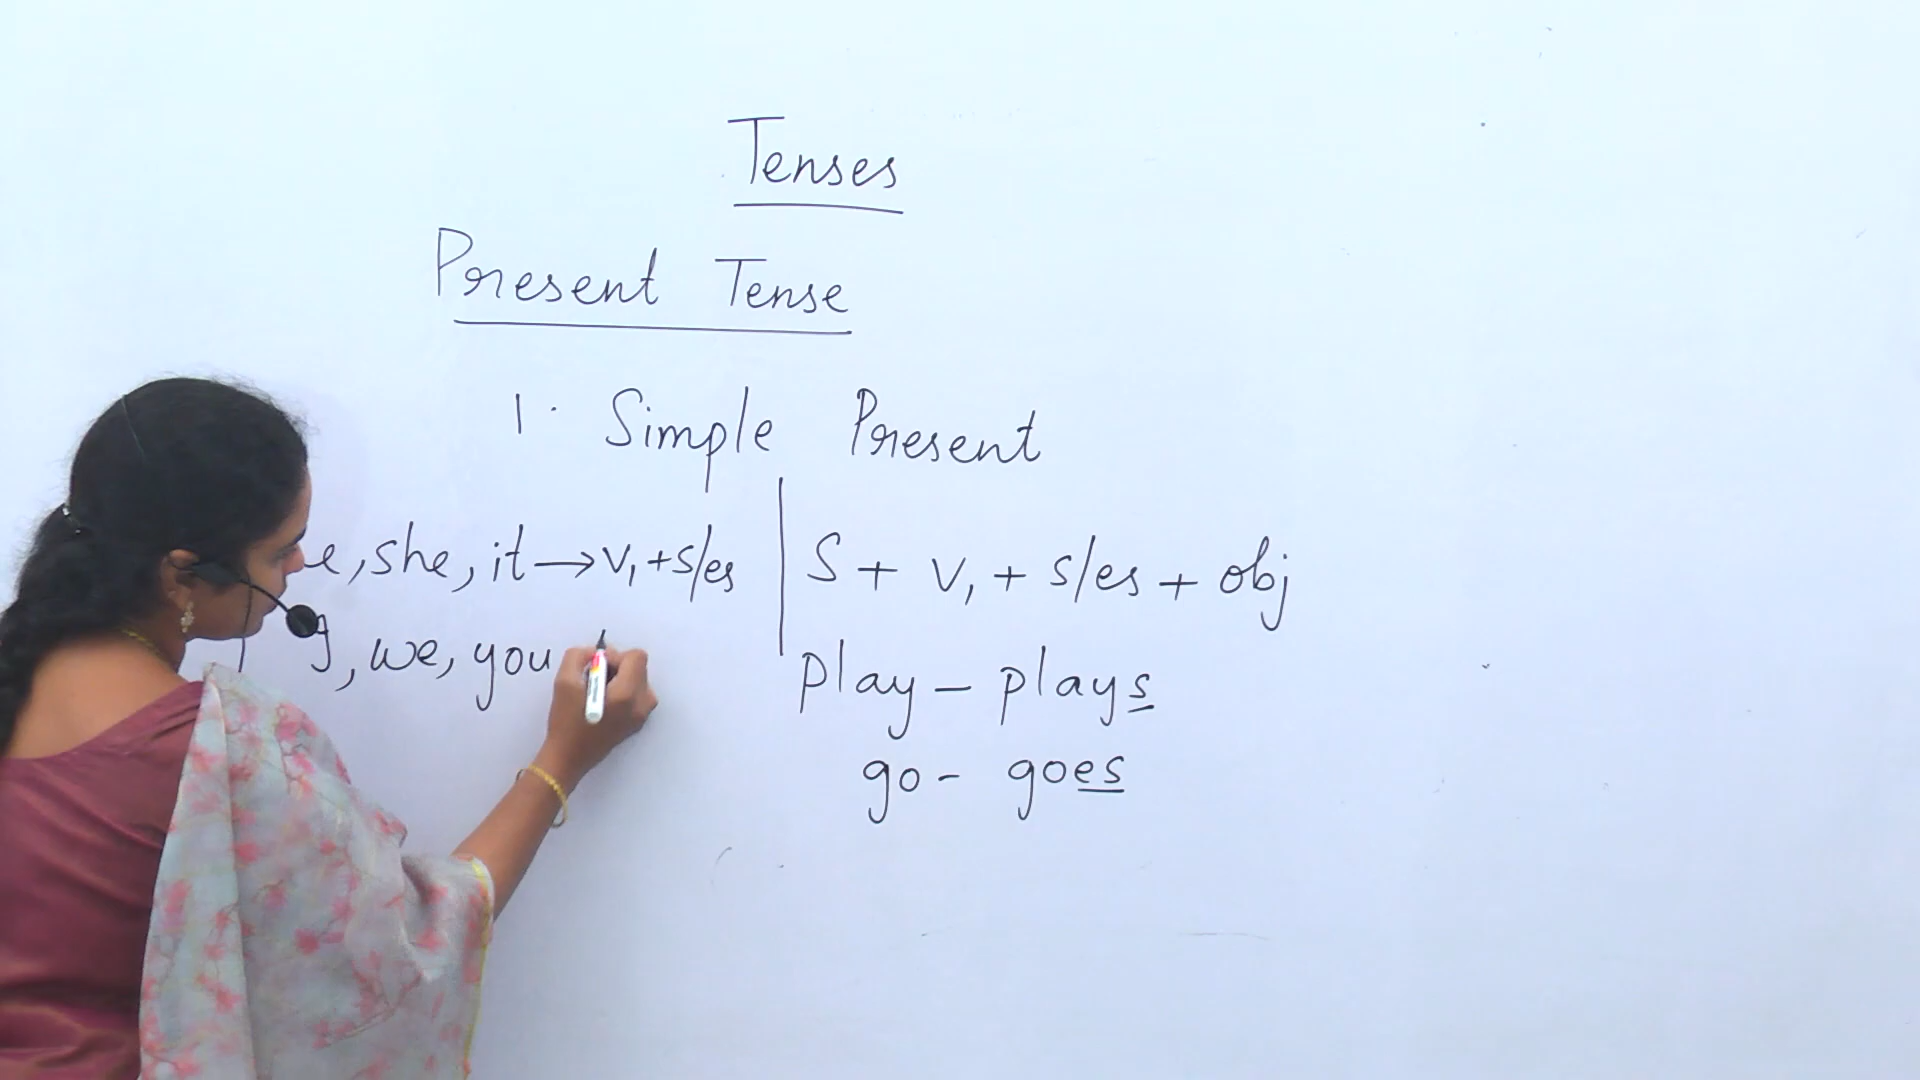 Tenses
Present Tense
1. Simple Present
, she, it → V₁ + s/es | S + V₁ + s/es + obj
, we, you
play – plays
go – goes